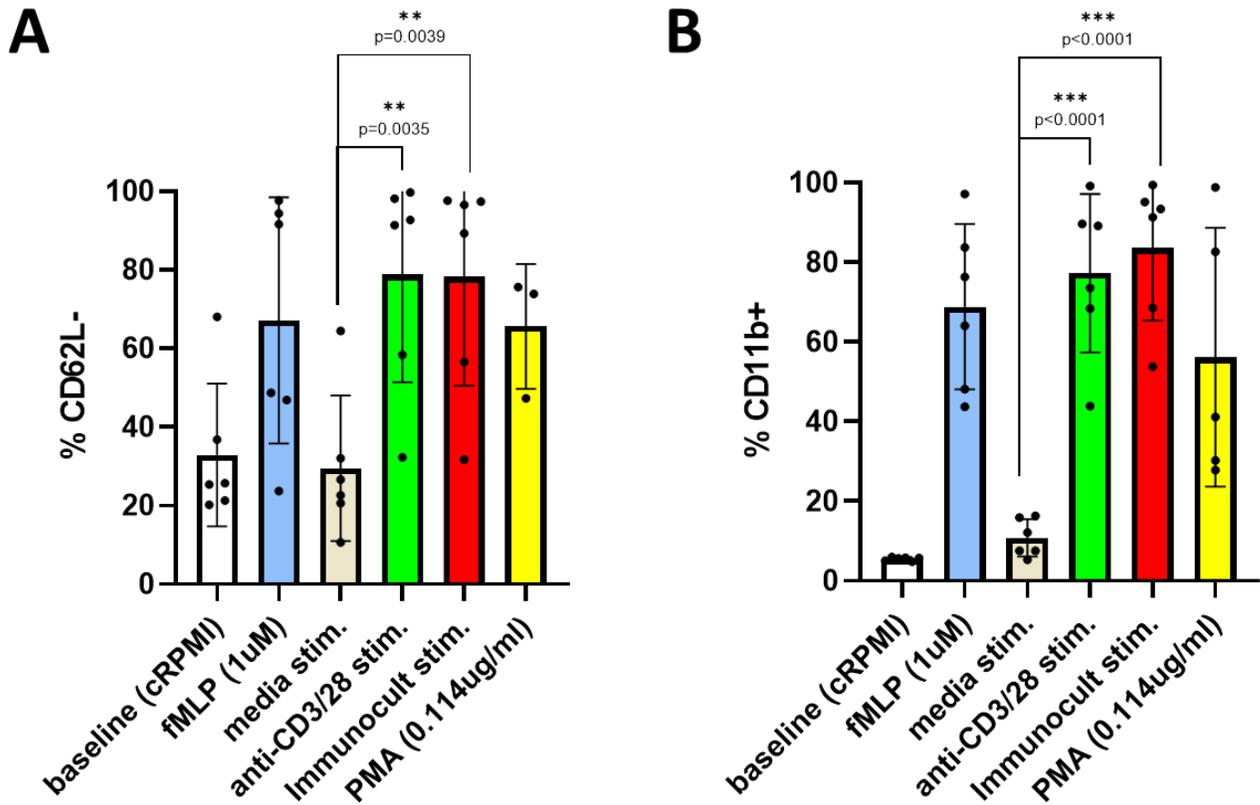 A
**
p=0.0039
**
p=0.0035
% CD62L-
100
80
60
40
20
0
baseline (cRPMI)
fMLP (1uM)
media stim.
anti-CD3/28 stim.
Immunocult stim.
PMA (0.114ug/ml)
B
***
p<0.0001
***
p<0.0001
% CD11b+
100
80
60
40
20
0
baseline (cRPMI)
fMLP (1uM)
media stim.
anti-CD3/28 stim.
Immunocult stim.
PMA (0.114ug/ml)